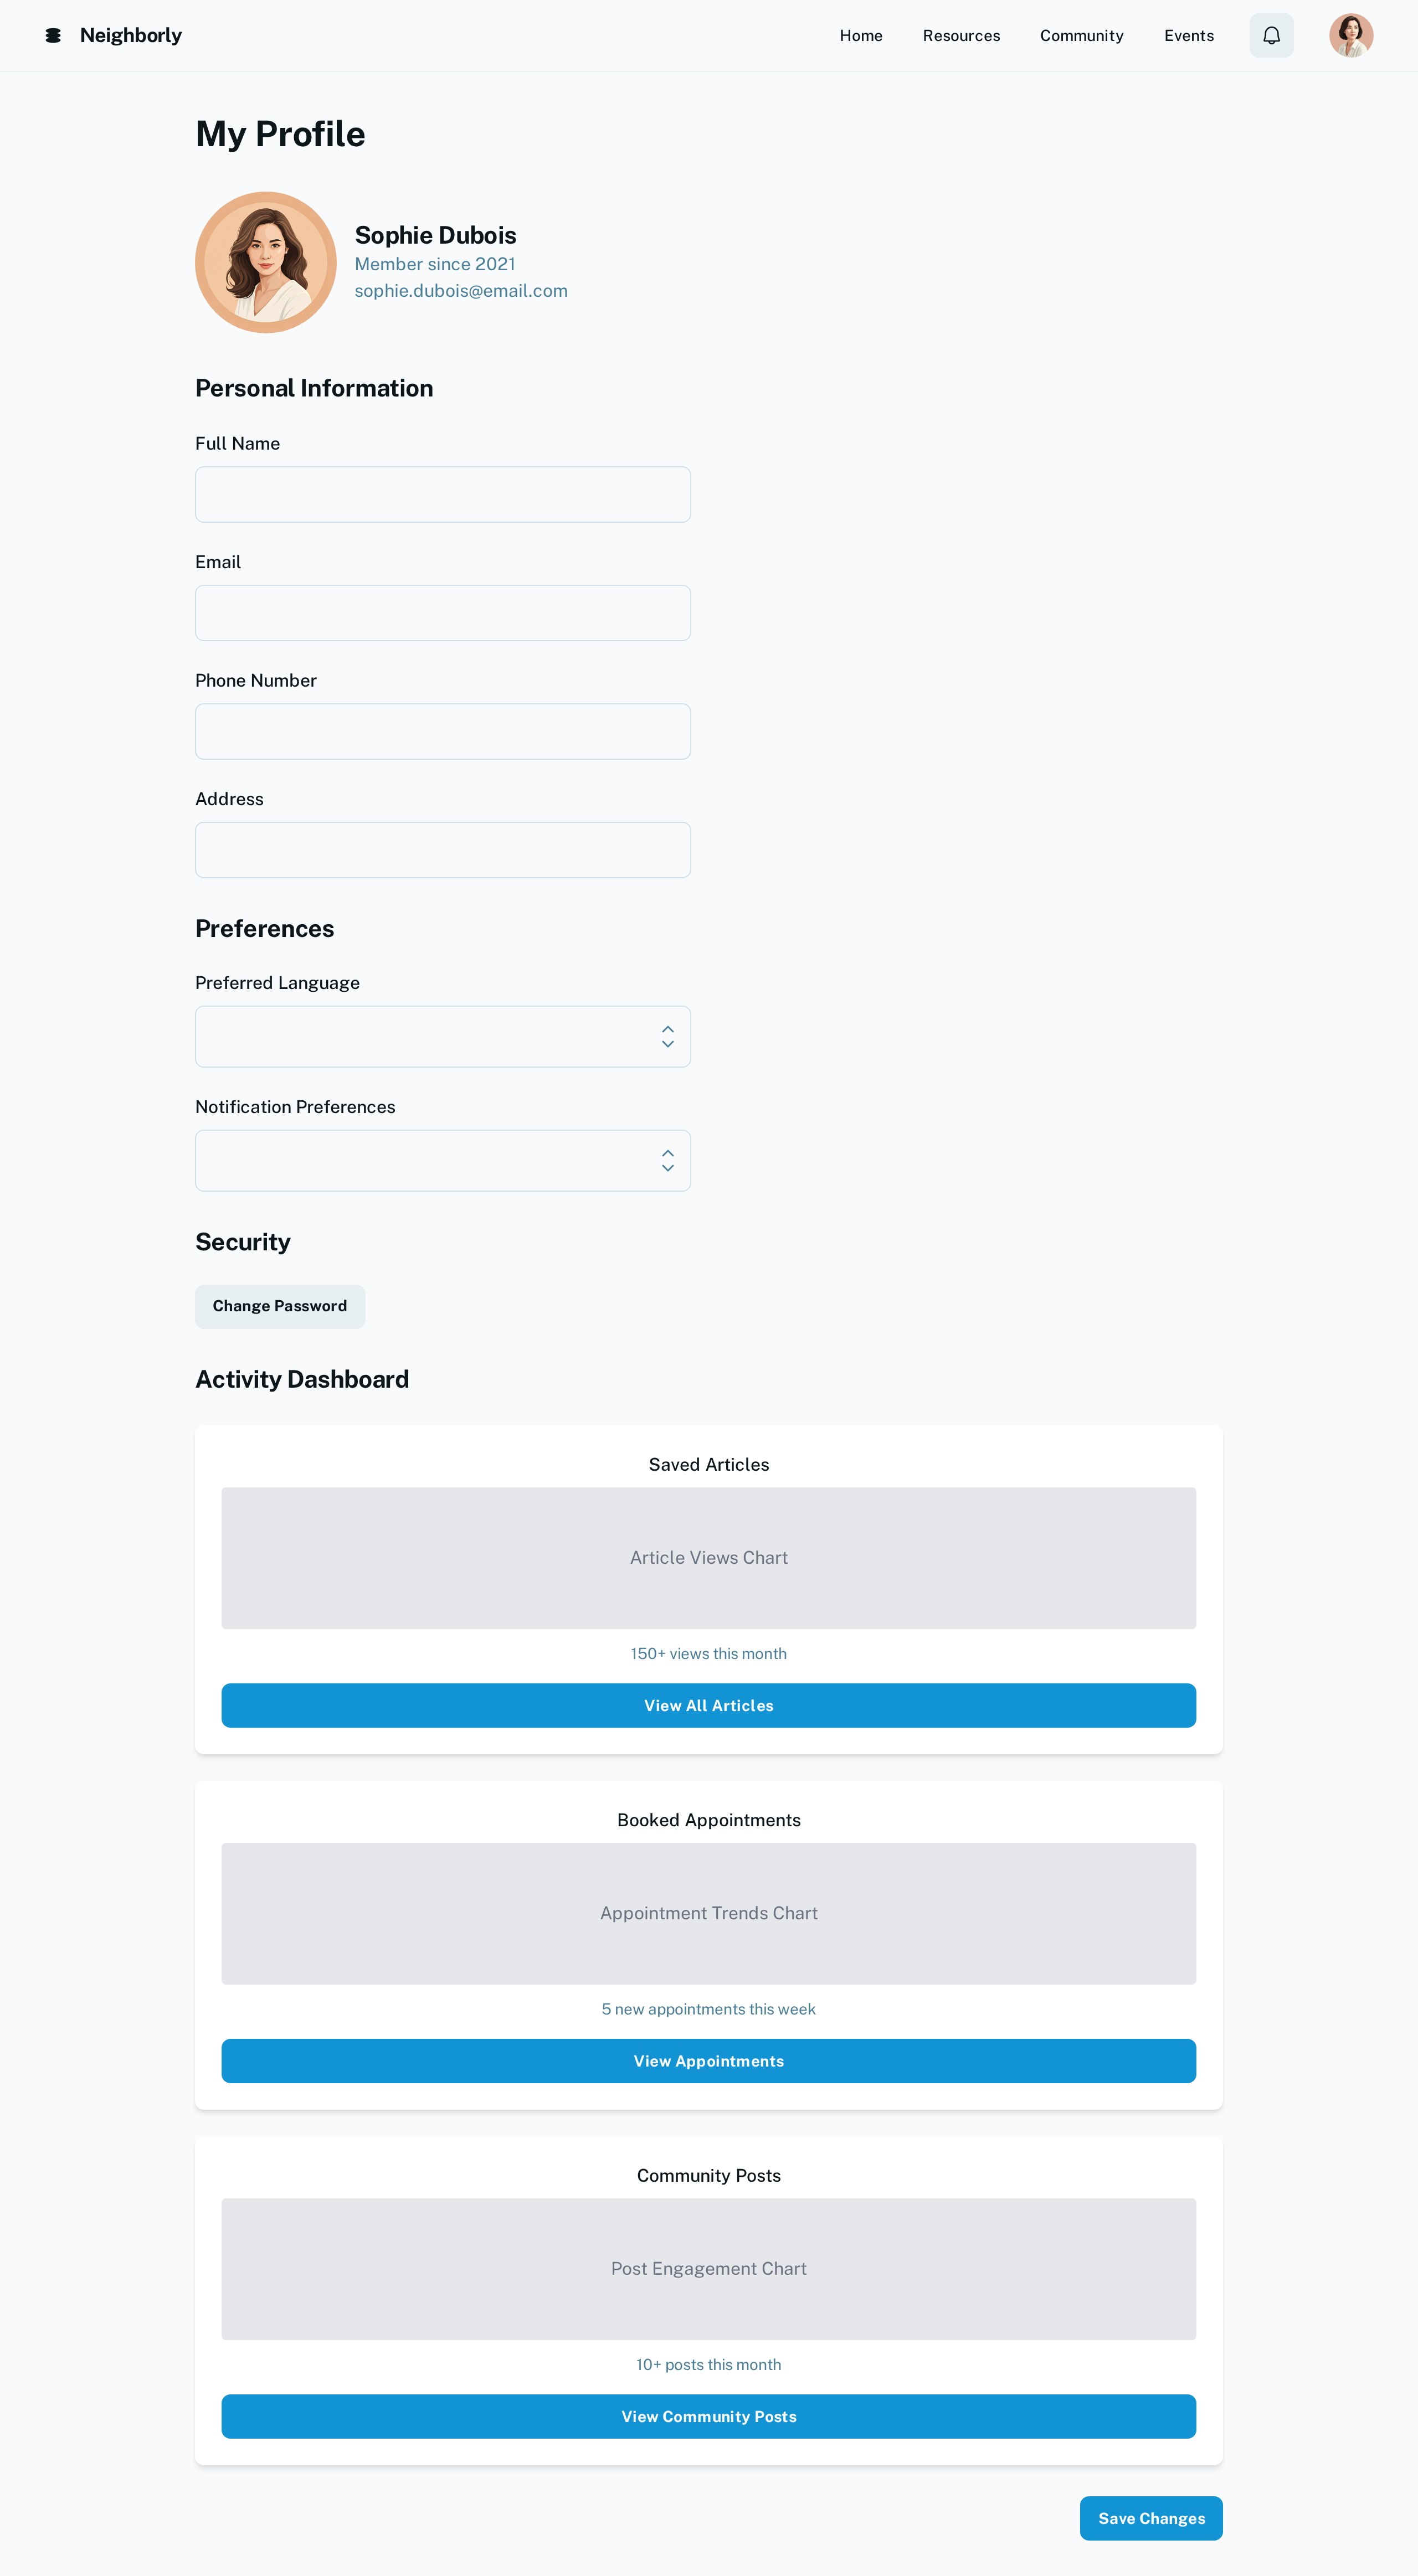 Neighborly
Home
Resources
Community
Events
My Profile
Sophie Dubois
Member since 2021
sophie.dubois@email.com
Personal Information
Full Name
Email
Phone Number
Address
Preferences
Preferred Language
Notification Preferences
Security
Change Password
Activity Dashboard
Saved Articles
Article Views Chart
150+ views this month
View All Articles
Booked Appointments
Appointment Trends Chart
5 new appointments this week
View Appointments
Community Posts
Post Engagement Chart
10+ posts this month
View Community Posts
Save Changes